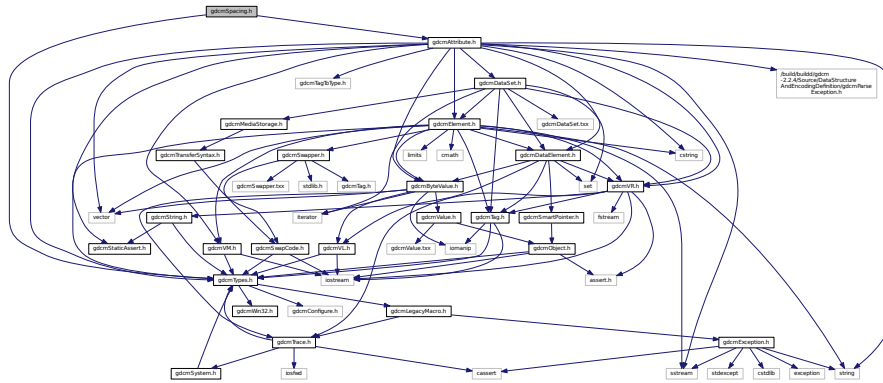 gdcmSpacing.h
gdcmAttribute.h
gdcmTagToType.h
gdcmDataSet.h
/build/buildd/gdcm
-2.2.4/Source/DataStructure
AndEncodingDefinition/gdcmParse
Exception.h
gdcmMediaStorage.h
gdcmElement.h
gdcmDataSet.txx
gdcmTransferSyntax.h
gdcmSwapper.h
limits
cmath
gdcmDataElement.h
cstring
gdcmSwapper.txx
stdlib.h
gdcmTag.h
gdcmByteValue.h
set
gdcmVR.h
vector
gdcmString.h
iterator
gdcmValue.h
gdcmTag.h
gdcmSmartPointer.h
fstream
gdcmStaticAssert.h
gdcmVM.h
gdcmSwapCode.h
gdcmVL.h
gdcmValue.txx
iomanip
gdcmObject.h
gdcmTypes.h
iostream
assert.h
gdcmWin32.h
gdcmConfigure.h
gdcmLegacyMacro.h
gdcmTrace.h
gdcmException.h
gdcmSystem.h
iosfwd
cassert
sstream
stdexcept
cstdlib
exception
string